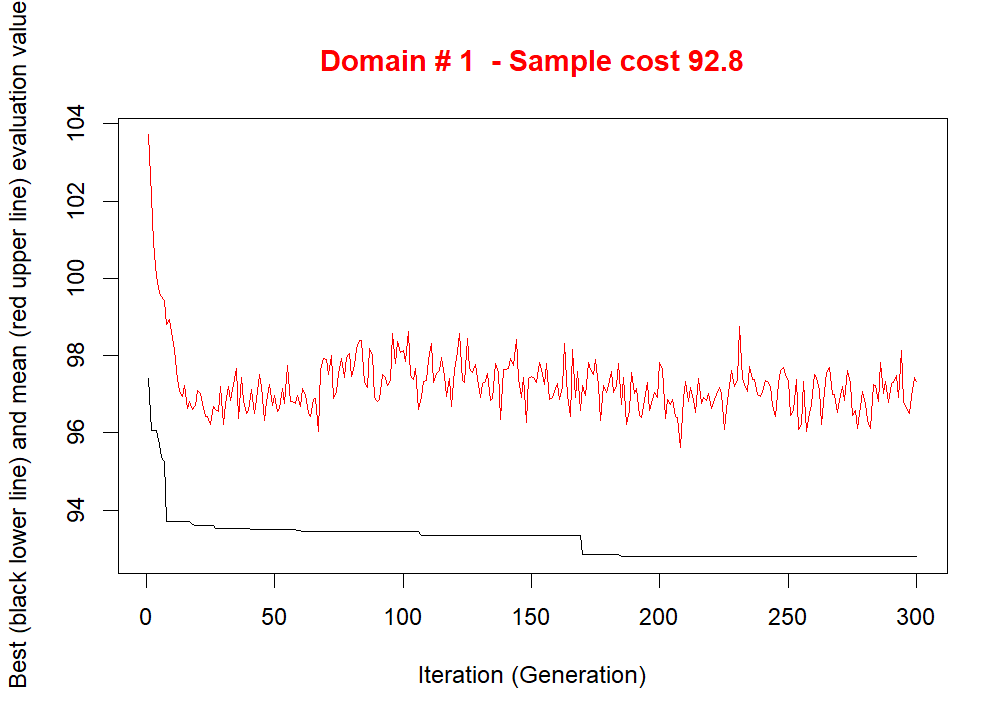 Domain # 1  - Sample cost 92.8
Best (black lower line) and mean (red upper line) evaluation value
104
102
100
98
96
94
0 50 100 150 200 250 300
Iteration (Generation)